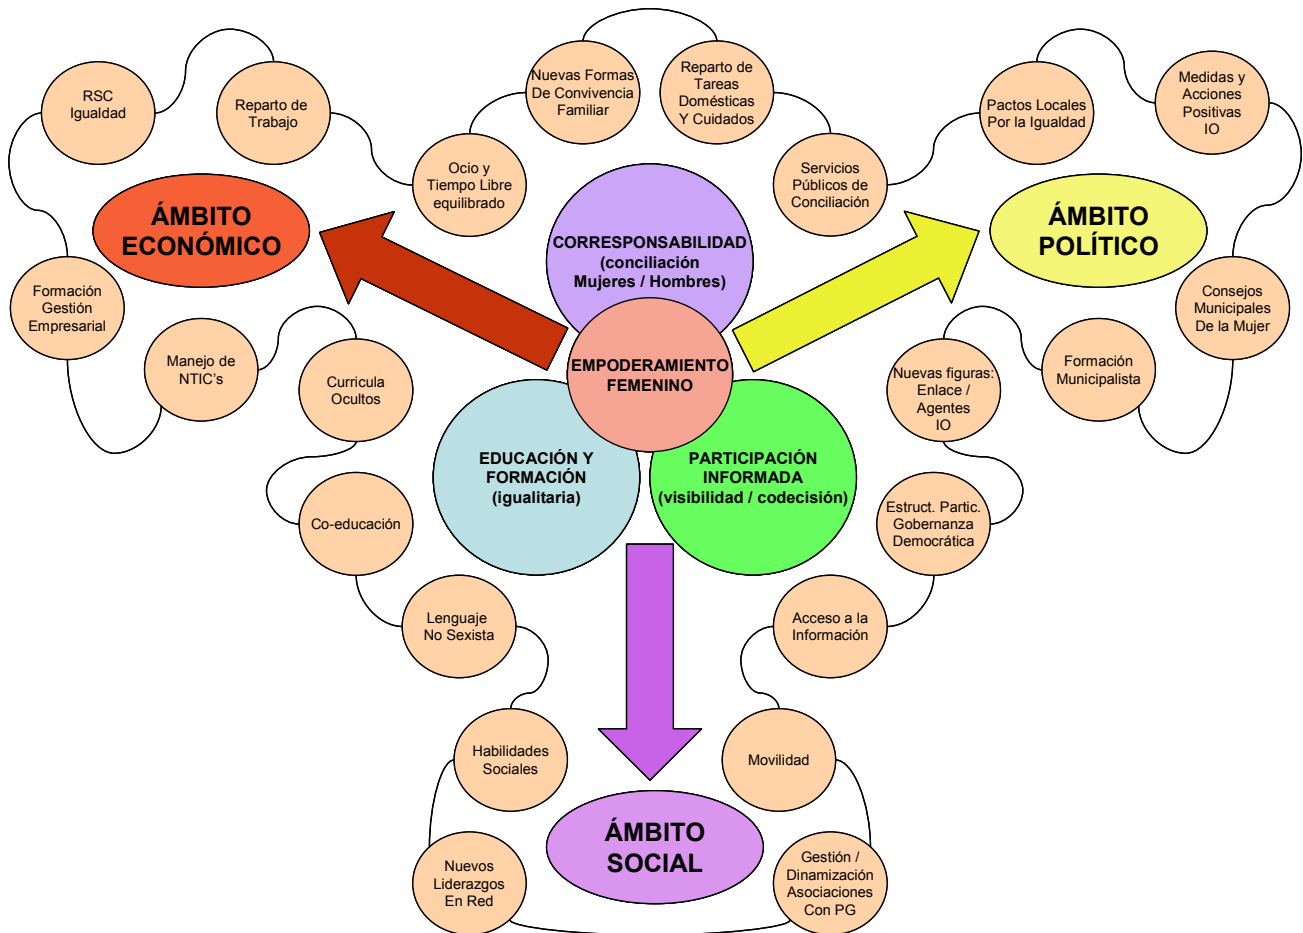 RSC
Igualdad
Reparto de
Trabajo
Nuevas Formas
De Convivencia
Familiar
Reparto de
Tareas
Domésticas
Y Cuidados
Pactos Locales
Por la Igualdad
Medidas y
Acciones
Positivas
IO
Ocio y
Tiempo Libre
equilibrado
Servicios
Públicos de
Conciliación
ÁMBITO
ECONÓMICO
CORRESPONSABILIDAD
(conciliación
Mujeres / Hombres)
ÁMBITO
POLÍTICO
Formación
Gestión
Empresarial
Consejos
Municipales
De la Mujer
Manejo de
NTIC's
Curricula
Ocultos
EMPODERAMIENTO
FEMENINO
Nuevas figuras:
Enlace /
Agentes
IO
Formación
Municipalista
EDUCACIÓN Y
FORMACIÓN
(igualitaria)
PARTICIPACIÓN
INFORMADA
(visibilidad / codecisión)
Co-educación
Estruct. Partic.
Gobernanza
Democrática
Lenguaje
No Sexista
Acceso a la
Información
Habilidades
Sociales
Movilidad
ÁMBITO
SOCIAL
Nuevos
Liderazgos
En Red
Gestión /
Dinamización
Asociaciones
Con PG